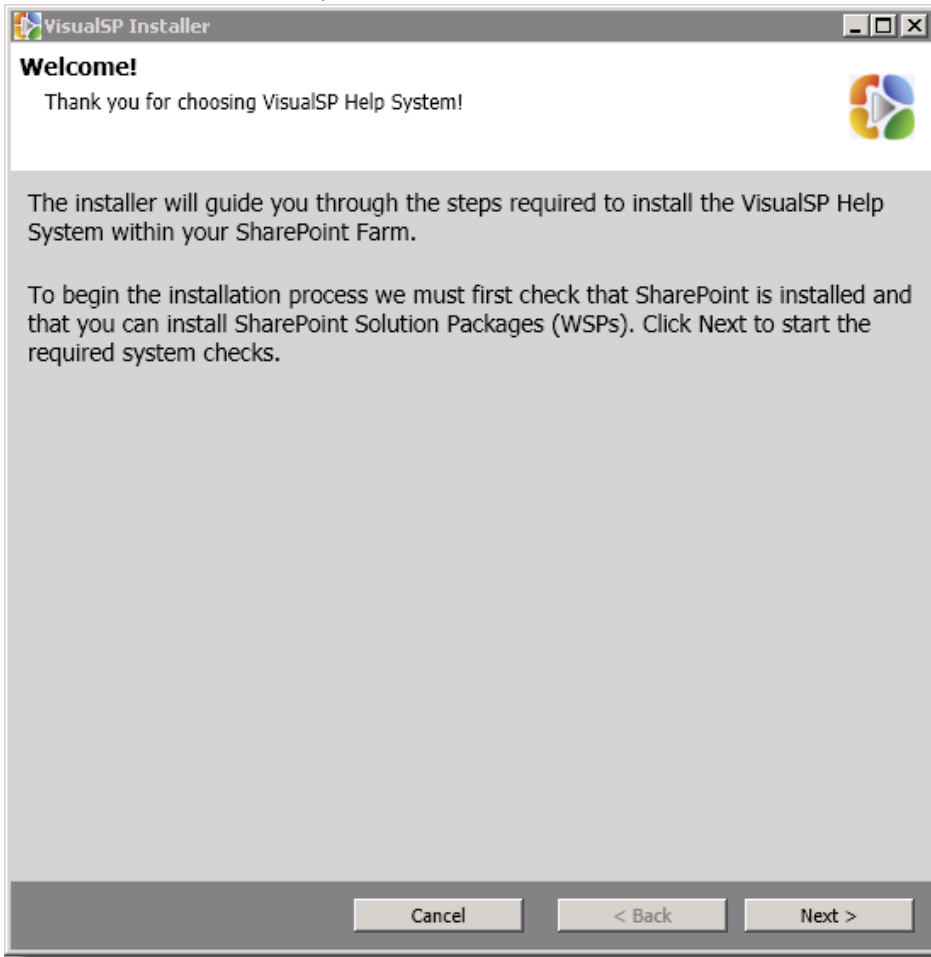 VisualSP Installer
Welcome!
Thank you for choosing VisualSP Help System!
The installer will guide you through the steps required to install the VisualSP Help
System within your SharePoint Farm.
To begin the installation process we must first check that SharePoint is installed and
that you can install SharePoint Solution Packages (WSPs). Click Next to start the
required system checks.
Cancel
< Back
Next >